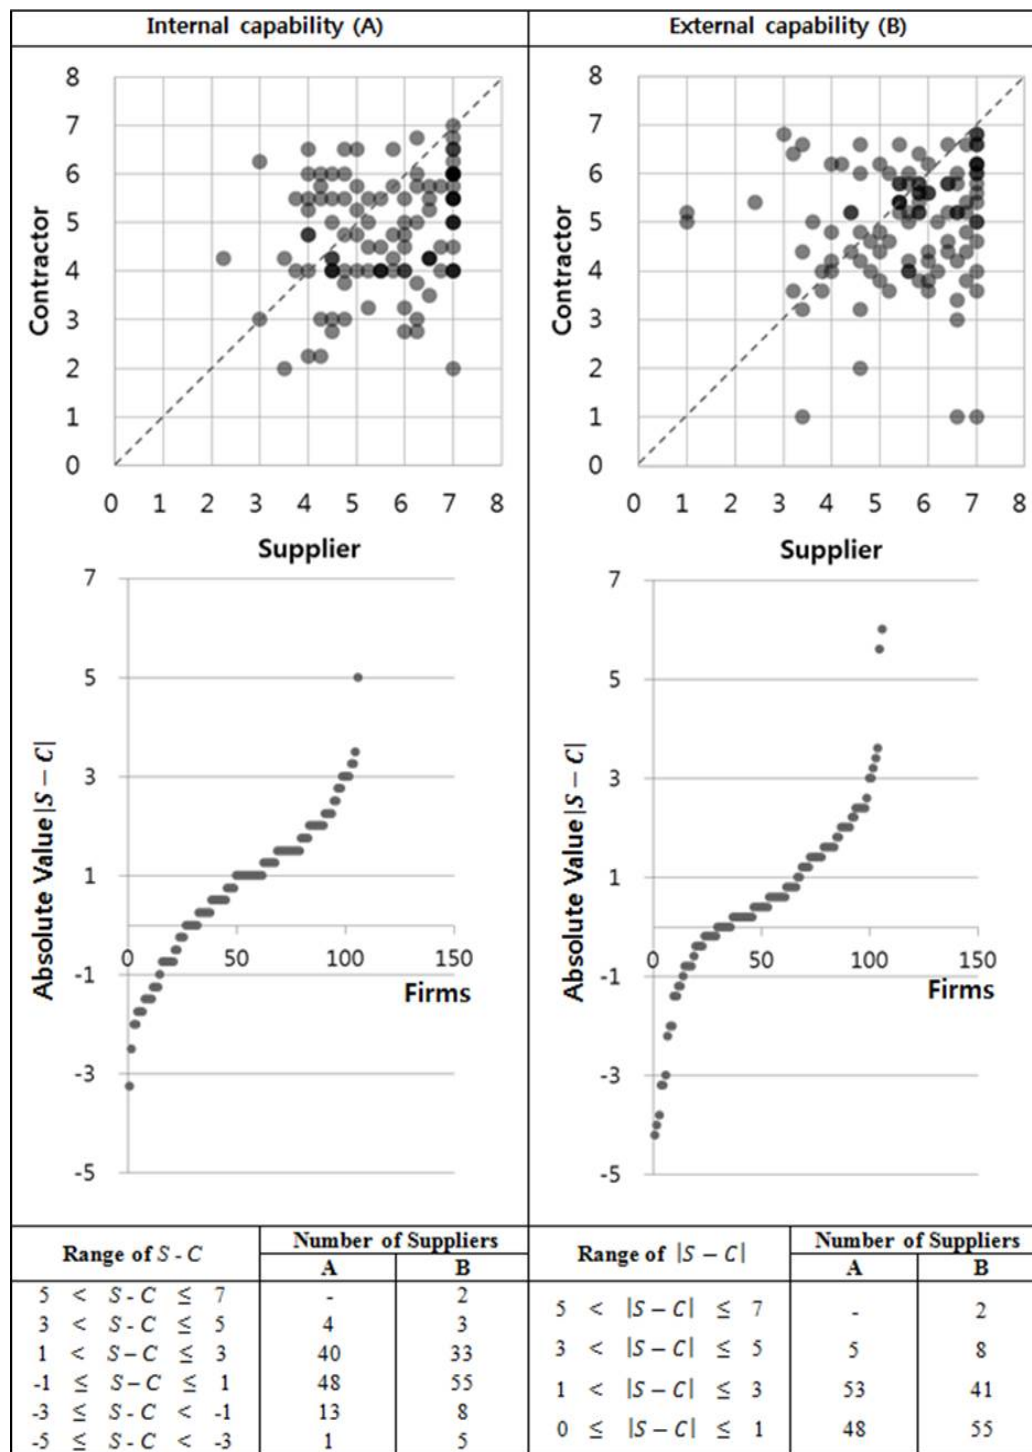 Internal capability (A)
External capability (B)
8
7
6
5
4
3
2
1
0
Contractor
0 1 2 3 4 5 6 7 8
Supplier
8
7
6
5
4
3
2
1
0
Contractor
0 1 2 3 4 5 6 7 8
Supplier
7
5
3
1
-1
-3
-5
Absolute Value |S − C|
0 50 100 150
Firms
7
5
3
1
-1
-3
-5
Absolute Value |S − C|
0 50 100 150
Firms
Range of S - C
Number of Suppliers
A B
5 < S - C ≤ 7 - 2
3 < S - C ≤ 5 4 3
1 < S − C ≤ 3 40 33
-1 ≤ S − C ≤ 1 48 55
-3 ≤ S - C < -1 13 8
-5 ≤ S - C < -3 1 5
Range of |S − C|
Number of Suppliers
A B
5 < |S − C| ≤ 7 - 2
3 < |S − C| ≤ 5 5 8
1 < |S − C| ≤ 3 53 41
0 ≤ |S − C| ≤ 1 48 55